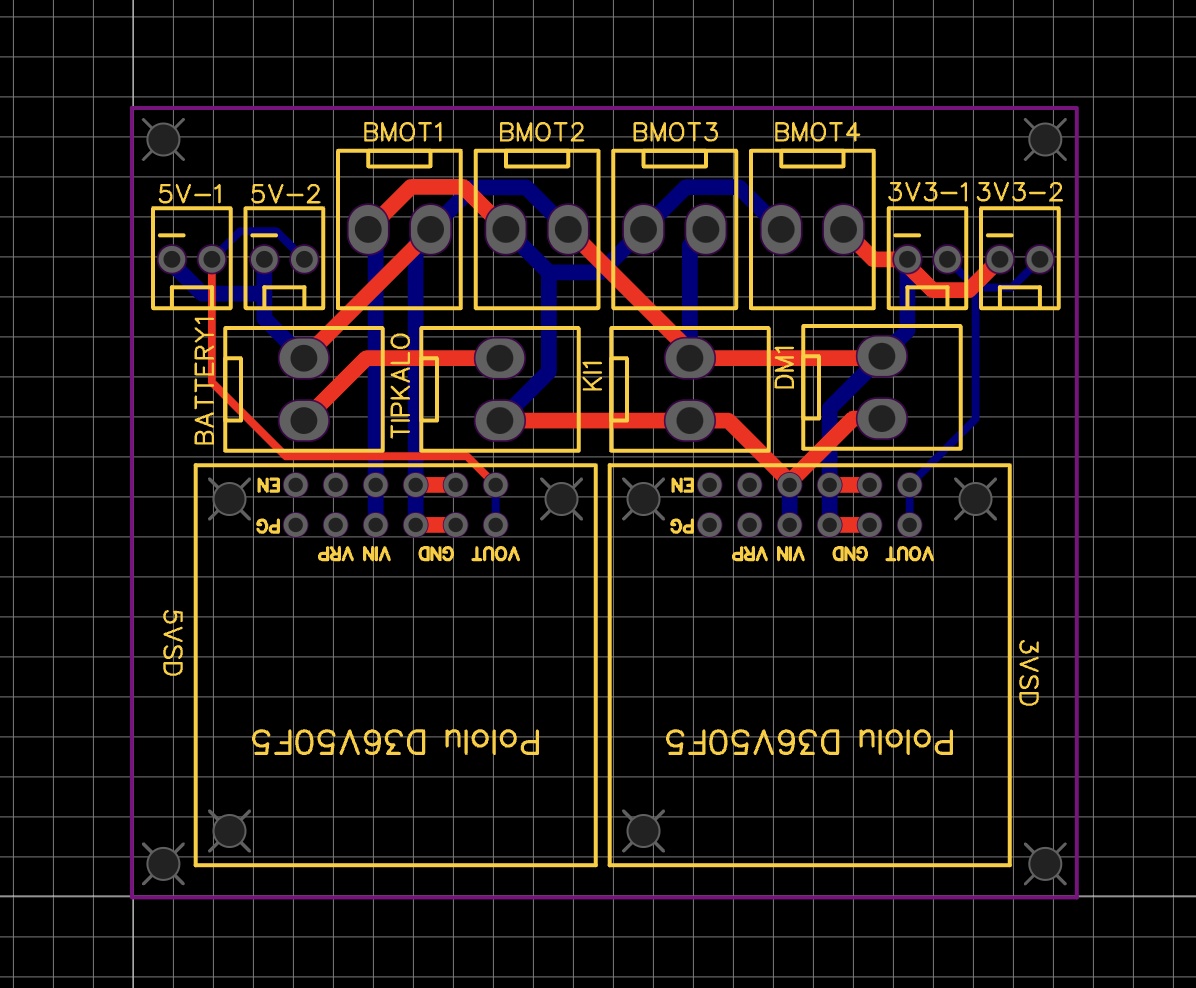 BMOT1
BMOT2
BMOT3
BMOT4
5V-1
5V-2
3V3-1
3V3-2
BATTERY1
TIPKALO
KI1
DM1
EN
PG
VRP VIN GND VOUT
EN
PG
VRP VIN GND VOUT
5VSD
3VSD
Pololu D36V50F5
Pololu D36V50F5